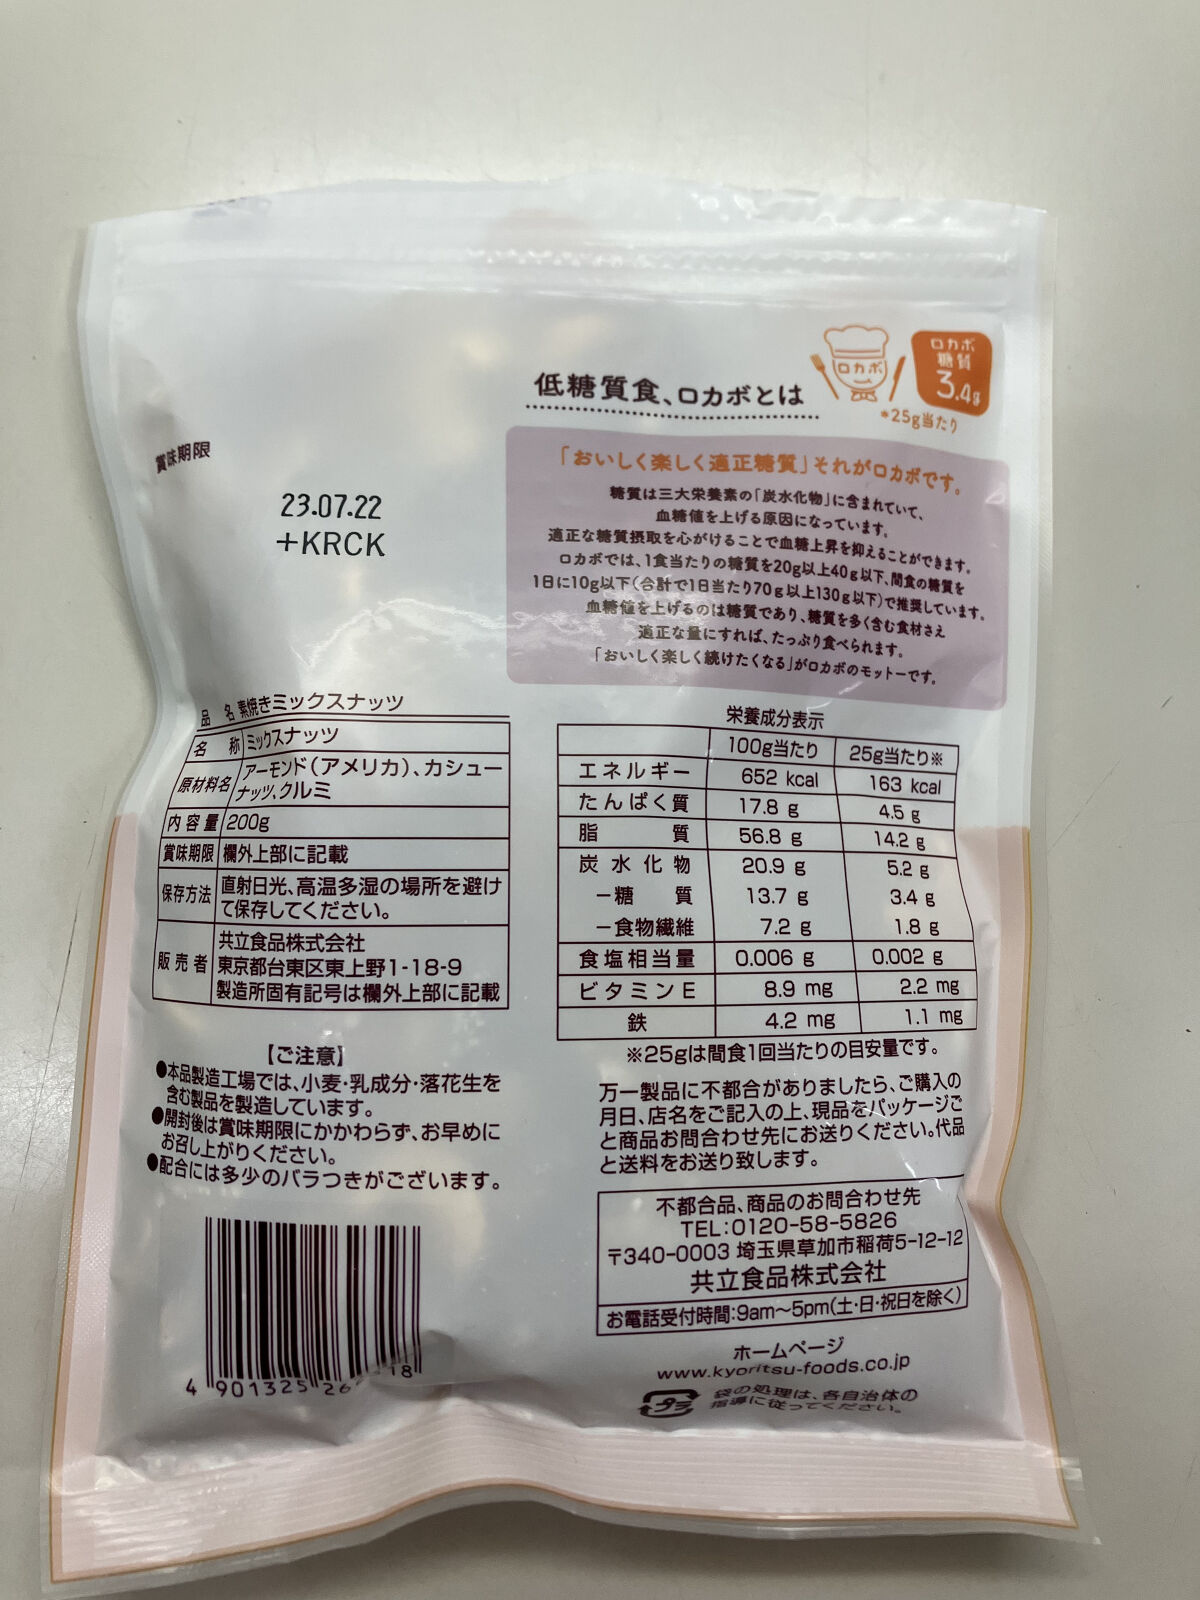 ロカボ
ロカボ
糖質
3.4g
*25g当たり
低糖質食、ロカボとは
「おいしく楽しく適正糖質」それがロカボです。
糖質は三大栄養素の「炭水化物」に含まれていて、
血糖値を上げる原因になっています。
適正な糖質摂取を心がけることで血糖上昇を抑えることができます。
ロカボでは、1食当たりの糖質を20g以上40g以下、間食の糖質を
1日に10g以下(合計で1日当たり70g以上130g以下)で推奨しています。
血糖値を上げるのは糖質であり、糖質を多く含む食材さえ
適正な量にすれば、たっぷり食べられます。
「おいしく楽しく続けたくなる」がロカボのモットーです。
賞味期限
23.07.22
+KRCK
品名 素焼きミックスナッツ
名称 ミックスナッツ
原材料名 アーモンド(アメリカ)、カシュー
ナッツ、クルミ
内容量 200g
賞味期限 欄外上部に記載
保存方法 直射日光、高温多湿の場所を避け
て保存してください。
販売者 共立食品株式会社
東京都台東区東上野1-18-9
製造所固有記号は欄外上部に記載
【ご注意】
●本品製造工場では、小麦・乳成分・落花生を
含む製品を製造しています。
●開封後は賞味期限にかかわらず、お早めに
お召し上がりください。
●配合には多少のバラつきがございます。
4 901325 26 18
栄養成分表示
100g当たり 25g当たり※
エネルギー 652 kcal 163 kcal
たんぱく質 17.8 g 4.5 g
脂質 56.8 g 14.2 g
炭水化物 20.9 g 5.2 g
-糖質 13.7 g 3.4 g
-食物繊維 7.2 g 1.8 g
食塩相当量 0.006 g 0.002 g
ビタミンE 8.9 mg 2.2 mg
鉄 4.2 mg 1.1 mg
※25gは間食1回当たりの目安量です。
万一製品に不都合がありましたら、ご購入の
月日、店名をご記入の上、現品をパッケージご
と商品お問合わせ先にお送りください。代品
と送料をお送り致します。
不都合品、商品のお問合わせ先
TEL:0120-58-5826
〒340-0003 埼玉県草加市稲荷5-12-12
共立食品株式会社
お電話受付時間:9am〜5pm(土・日・祝日を除く)
ホームページ
www.kyoritsu-foods.co.jp
プラ
袋の処理は、各自治体の
指導に従ってください。